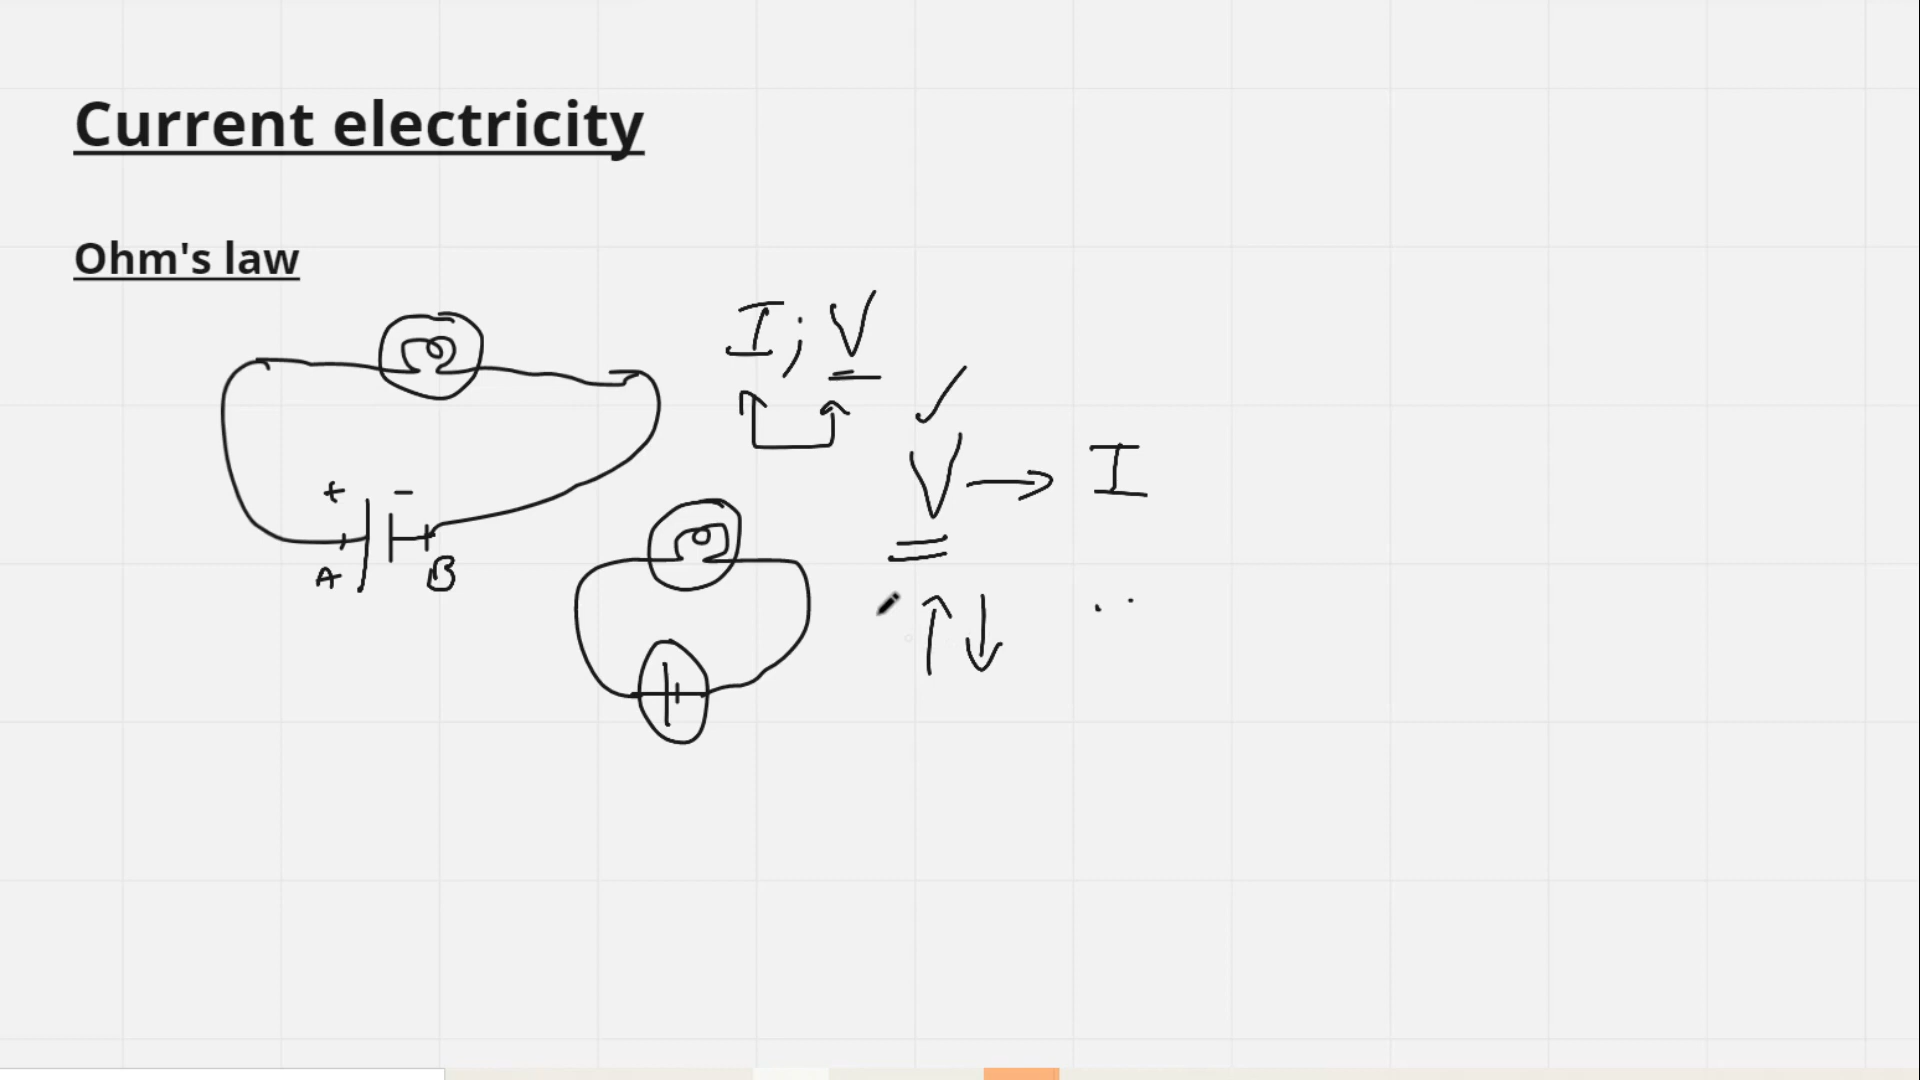 Current electricity
Ohm's law
I ; V
V → I
+ −
A B
↑ ↓